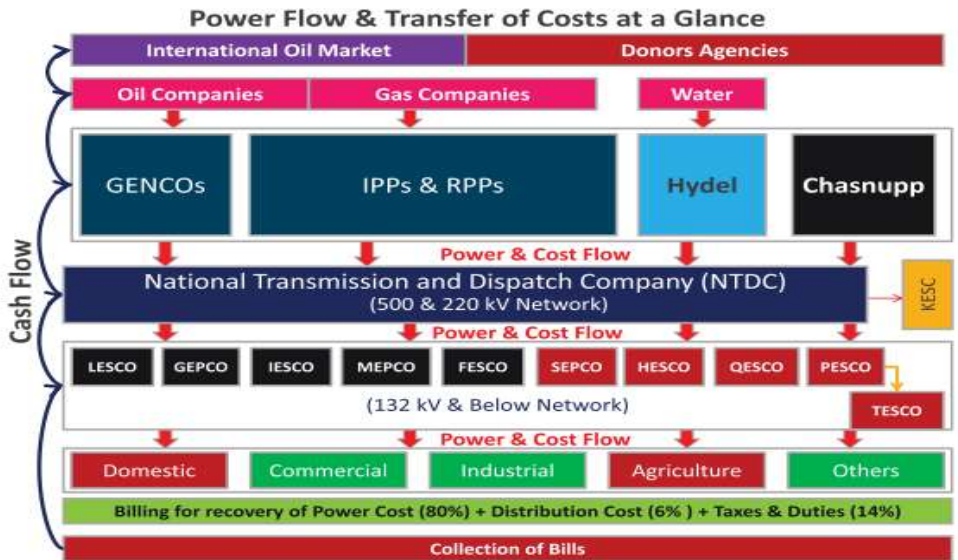 Power Flow & Transfer of Costs at a Glance
International Oil Market
Donors Agencies
Oil Companies
Gas Companies
Water
GENCOs
IPPs & RPPs
Hydel
Chasnupp
Power & Cost Flow
National Transmission and Dispatch Company (NTDC)
(500 & 220 kV Network)
KESC
Cash Flow
Power & Cost Flow
LESCO
GEPCO
IESCO
MEPCO
FESCO
SEPCO
HESCO
QESCO
PESCO
(132 kV & Below Network)
TESCO
Power & Cost Flow
Domestic
Commercial
Industrial
Agriculture
Others
Billing for recovery of Power Cost (80%) + Distribution Cost (6% ) + Taxes & Duties (14%)
Collection of Bills